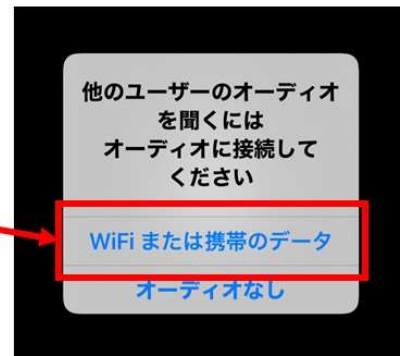 他のユーザーのオーディオ
を聞くには
オーディオに接続して
ください
WiFi または携帯のデータ
オーディオなし